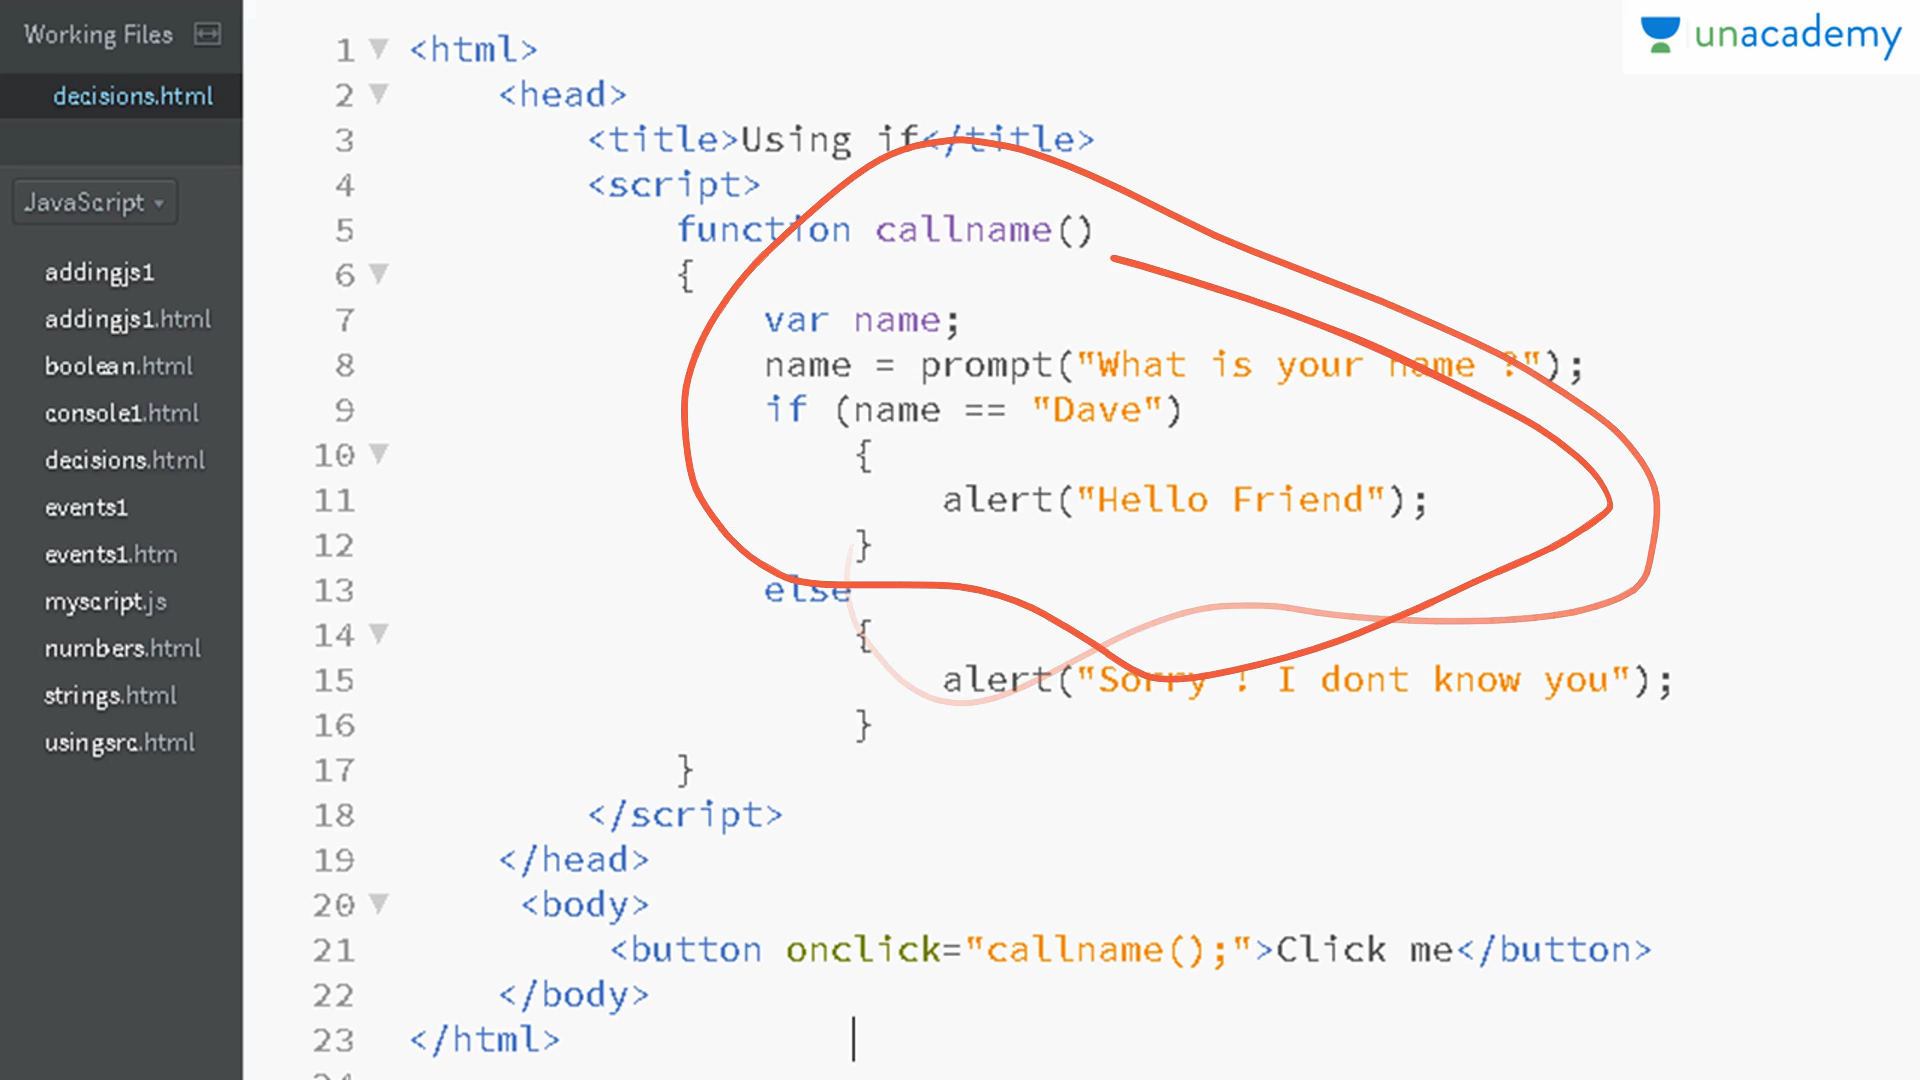 Working Files
decisions.html
JavaScript
addingjs1
addingjs1.html
boolean.html
console1.html
decisions.html
events1
events1.htm
myscript.js
numbers.html
strings.html
usingsrc.html
unacademy
1 <html>
2 <head>
3 <title>Using if</title>
4 <script>
5 function callname()
6 {
7 var name;
8 name = prompt("What is your name ?");
9 if (name == "Dave")
10 {
11 alert("Hello Friend");
12 }
13 else
14 {
15 alert("Sorry ! I dont know you");
16 }
17 }
18 </script>
19 </head>
20 <body>
21 <button onclick="callname();">Click me</button>
22 </body>
23 </html>